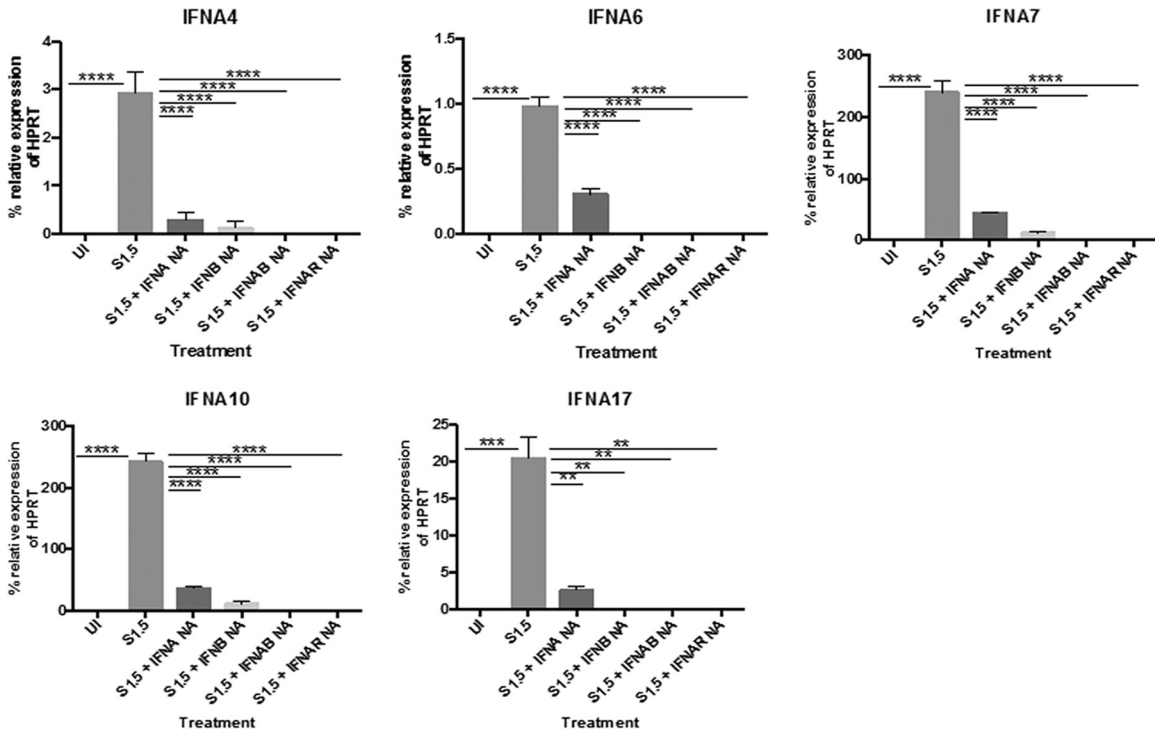 IFNA4
% relative expression
of HPRT
4
3
2
1
0
****
****
****
****
****
UI
S1.5
S1.5 + IFNA NA
S1.5 + IFNB NA
S1.5 + IFNAB NA
S1.5 + IFNAR NA
Treatment
IFNA6
% relative expression
of HPRT
1.5
1.0
0.5
0.0
****
****
****
****
****
UI
S1.5
S1.5 + IFNA NA
S1.5 + IFNB NA
S1.5 + IFNAB NA
S1.5 + IFNAR NA
Treatment
IFNA7
% relative expression
of HPRT
300
200
100
0
****
****
****
****
****
UI
S1.5
S1.5 + IFNA NA
S1.5 + IFNB NA
S1.5 + IFNAB NA
S1.5 + IFNAR NA
Treatment
IFNA10
% relative expression
of HPRT
300
200
100
0
****
****
****
****
****
UI
S1.5
S1.5 + IFNA NA
S1.5 + IFNB NA
S1.5 + IFNAB NA
S1.5 + IFNAR NA
Treatment
IFNA17
% relative expression
of HPRT
25
20
15
10
5
0
***
**
**
**
**
UI
S1.5
S1.5 + IFNA NA
S1.5 + IFNB NA
S1.5 + IFNAB NA
S1.5 + IFNAR NA
Treatment